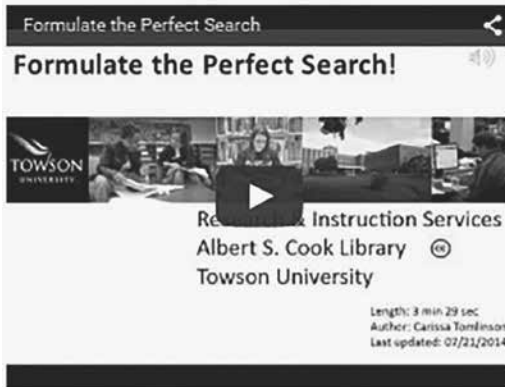 Formulate the Perfect Search
Formulate the Perfect Search!
TOWSON
UNIVERSITY
Research & Instruction Services
Albert S. Cook Library cc
Towson University
Length: 3 min 29 sec
Author: Carissa Tomlinson
Last updated: 07/21/2014